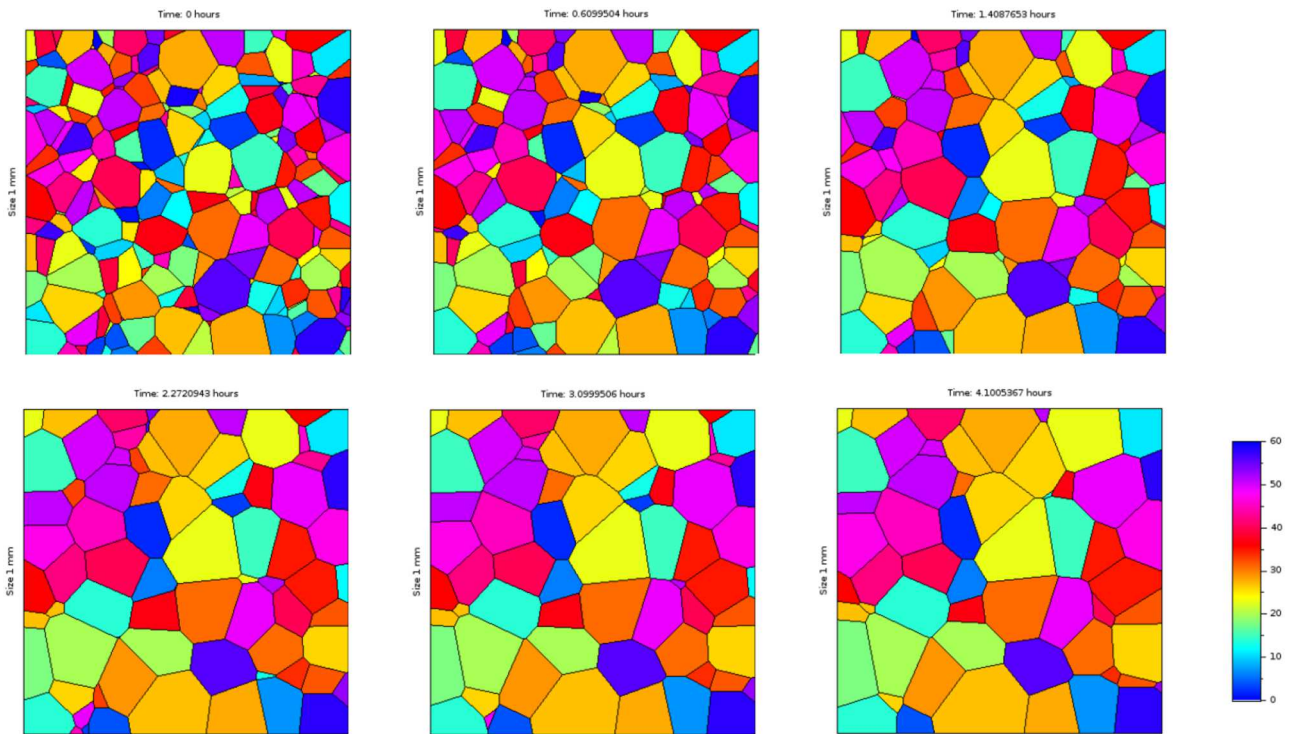 Time: 0 hours
Time: 0.6099504 hours
Time: 1.4087653 hours
Size 1 mm
Size 1 mm
Size 1 mm
Time: 2.2720943 hours
Time: 3.0999506 hours
Time: 4.1005367 hours
Size 1 mm
Size 1 mm
Size 1 mm
60
50
40
30
20
10
0